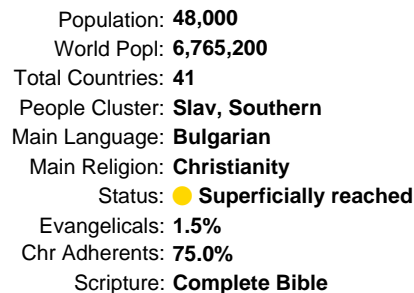 Population: 48,000
World Popl: 6,765,200
Total Countries: 41
People Cluster: Slav, Southern
Main Language: Bulgarian
Main Religion: Christianity
Status: Superficially reached
Evangelicals: 1.5%
Chr Adherents: 75.0%
Scripture: Complete Bible